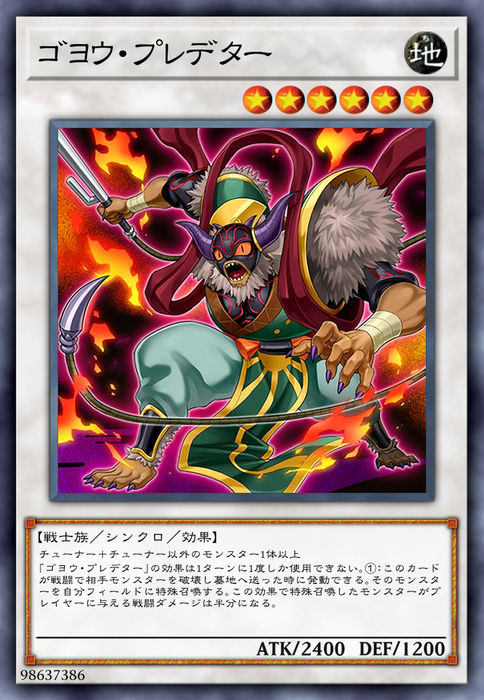 ゴヨウ・プレデター
ち
地
【戦士族／シンクロ／効果】
チューナー＋チューナー以外のモンスター1体以上
「ゴヨウ・プレデター」の効果は1ターンに1度しか使用できない。①：このカード
が戦闘で相手モンスターを破壊し墓地へ送った時に発動できる。そのモンスター
を自分フィールドに特殊召喚する。この効果で特殊召喚したモンスターがプ
レイヤーに与える戦闘ダメージは半分になる。
ATK/2400 DEF/1200
98637386